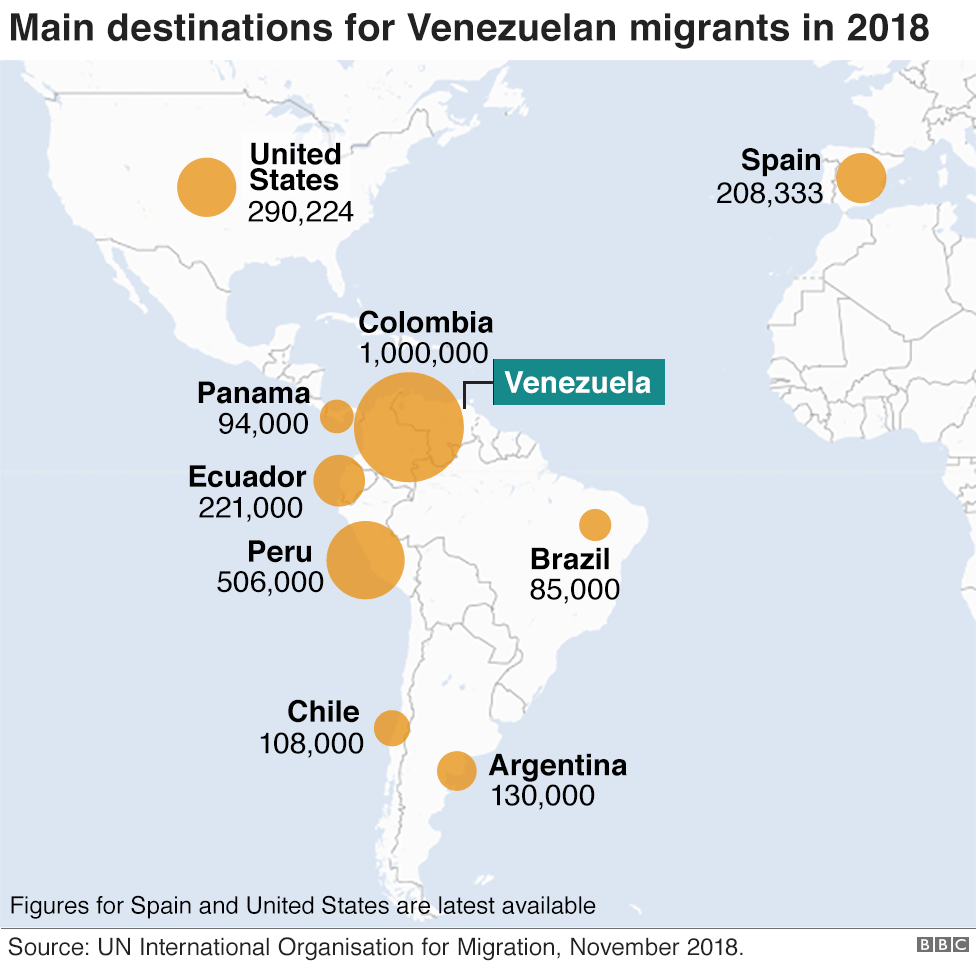 Main destinations for Venezuelan migrants in 2018
United
States
290,224
Spain
208,333
Colombia
1,000,000
Venezuela
Panama
94,000
Ecuador
221,000
Peru
506,000
Brazil
85,000
Chile
108,000
Argentina
130,000
Figures for Spain and United States are latest available
Source: UN International Organisation for Migration, November 2018.
BBC